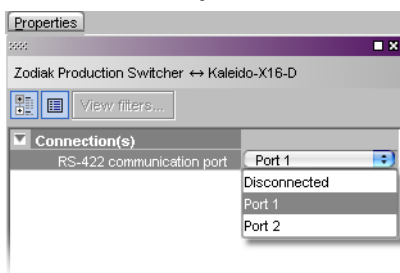 Properties
Zodiak Production Switcher ↔ Kaleido-X16-D
View filters...
Connection(s)
RS-422 communication port Port 1
Disconnected
Port 1
Port 2